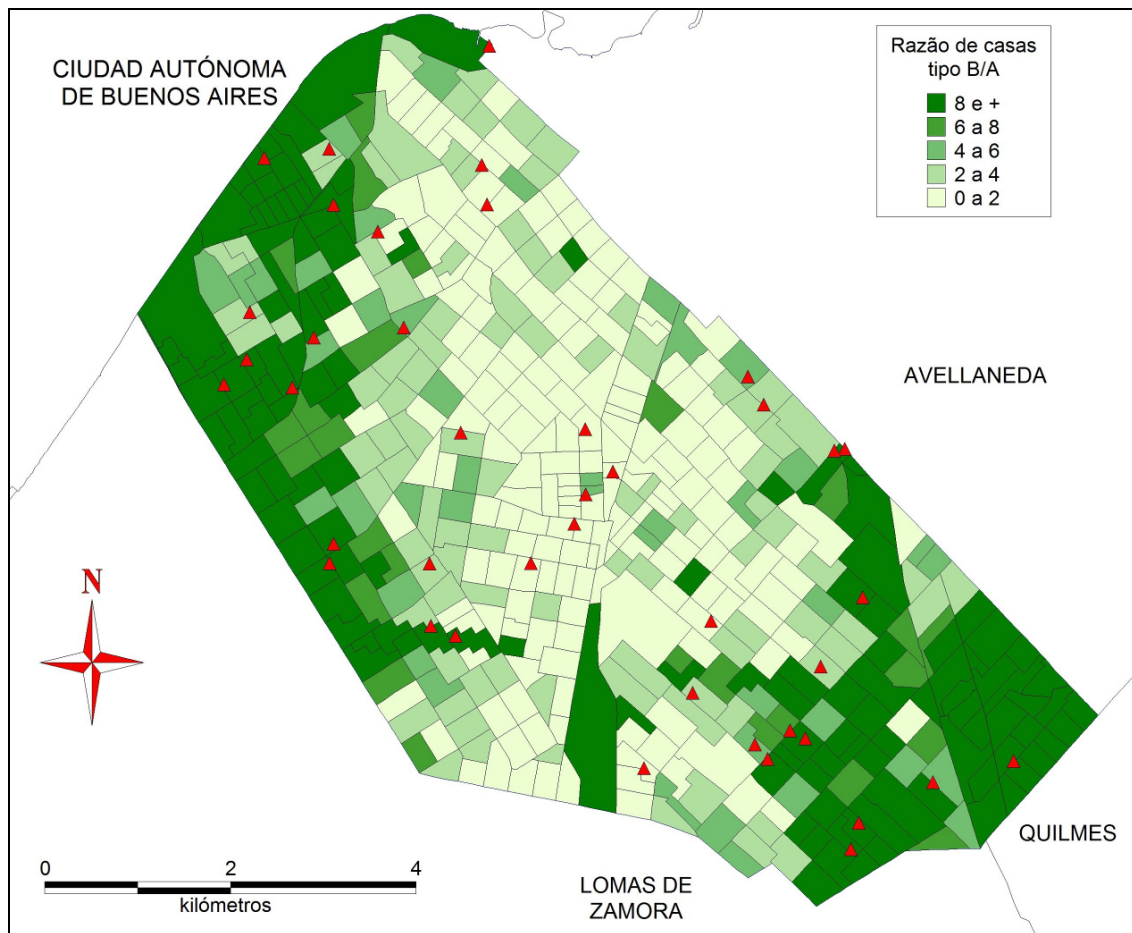 CIUDAD AUTÓNOMA
DE BUENOS AIRES
Razão de casas
tipo B/A
8 e +
6 a 8
4 a 6
2 a 4
0 a 2
AVELLANEDA
N
QUILMES
0 2 4
kilómetros
LOMAS DE
ZAMORA